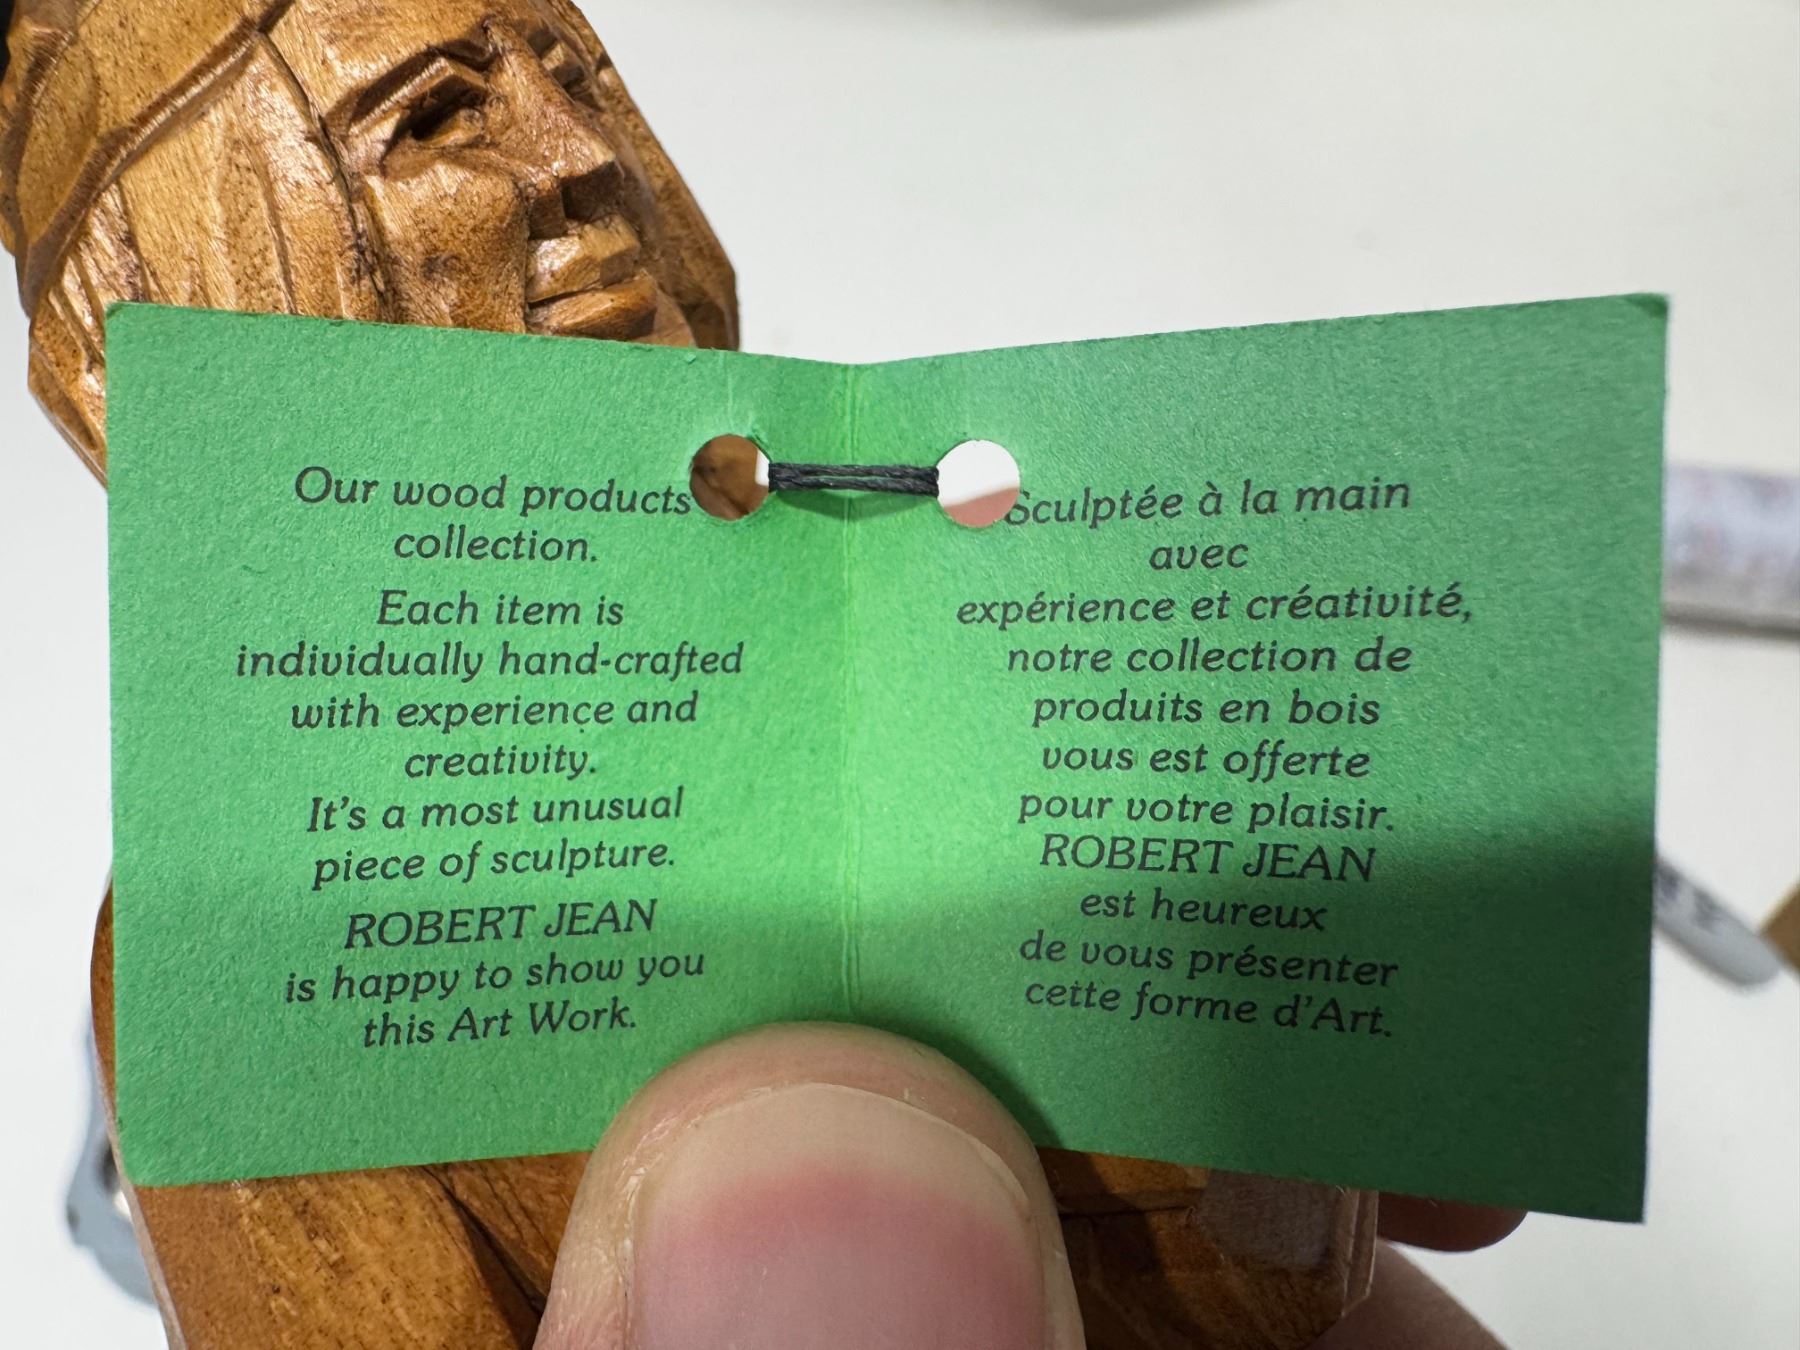 Our wood products
collection.
Each item is
individually hand-crafted
with experience and
creativity.
It's a most unusual
piece of sculpture.
ROBERT JEAN
is happy to show you
this Art Work.
Sculptée à la main
avec
expérience et créativité,
notre collection de
produits en bois
vous est offerte
pour votre plaisir.
ROBERT JEAN
est heureux
de vous présenter
cette forme d'Art.